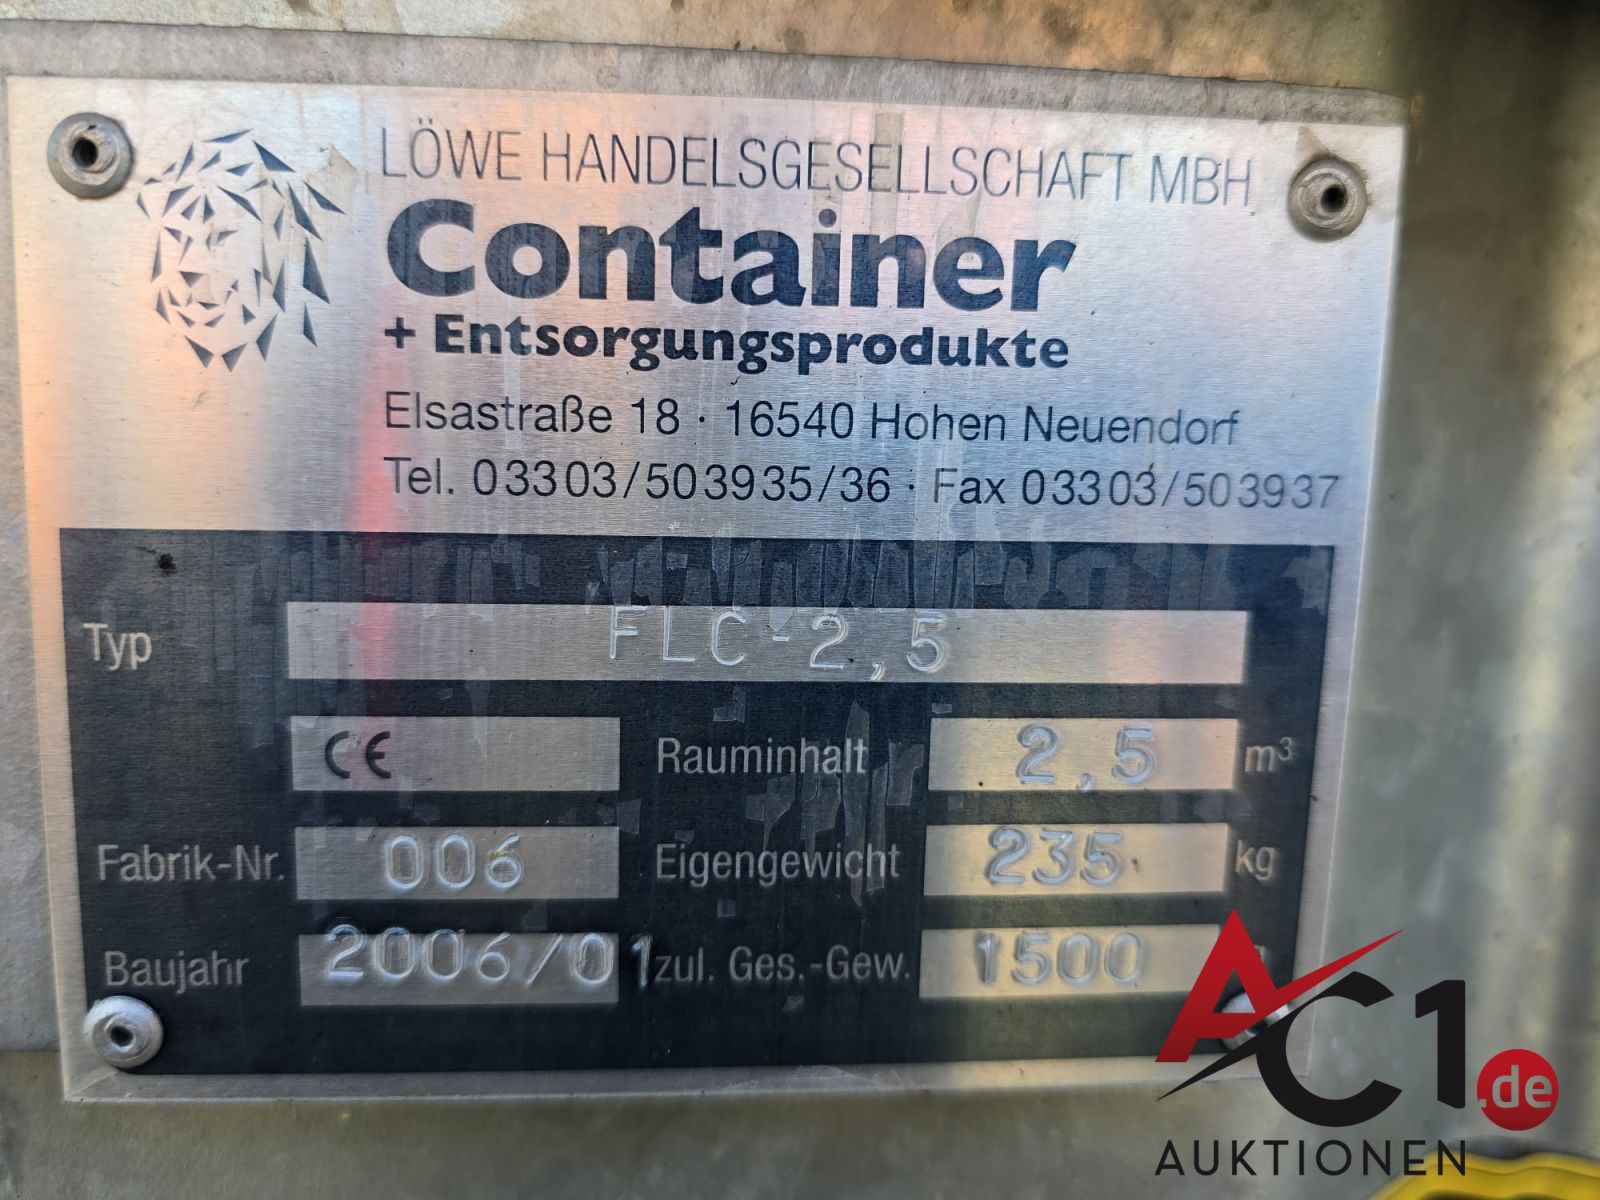 LÖWE HANDELSGESELLSCHAFT MBH
Container
+ Entsorgungsprodukte
Elsastraße 18 · 16540 Hohen Neuendorf
Tel. 03303/503935/36 · Fax 03303/503937
Typ FLC-2,5
CE Rauminhalt 2,5 m³
Fabrik-Nr. 006 Eigengewicht 235 kg
Baujahr 2006/01 zul. Ges.-Gew. 1500
AC1.de
AUKTIONEN